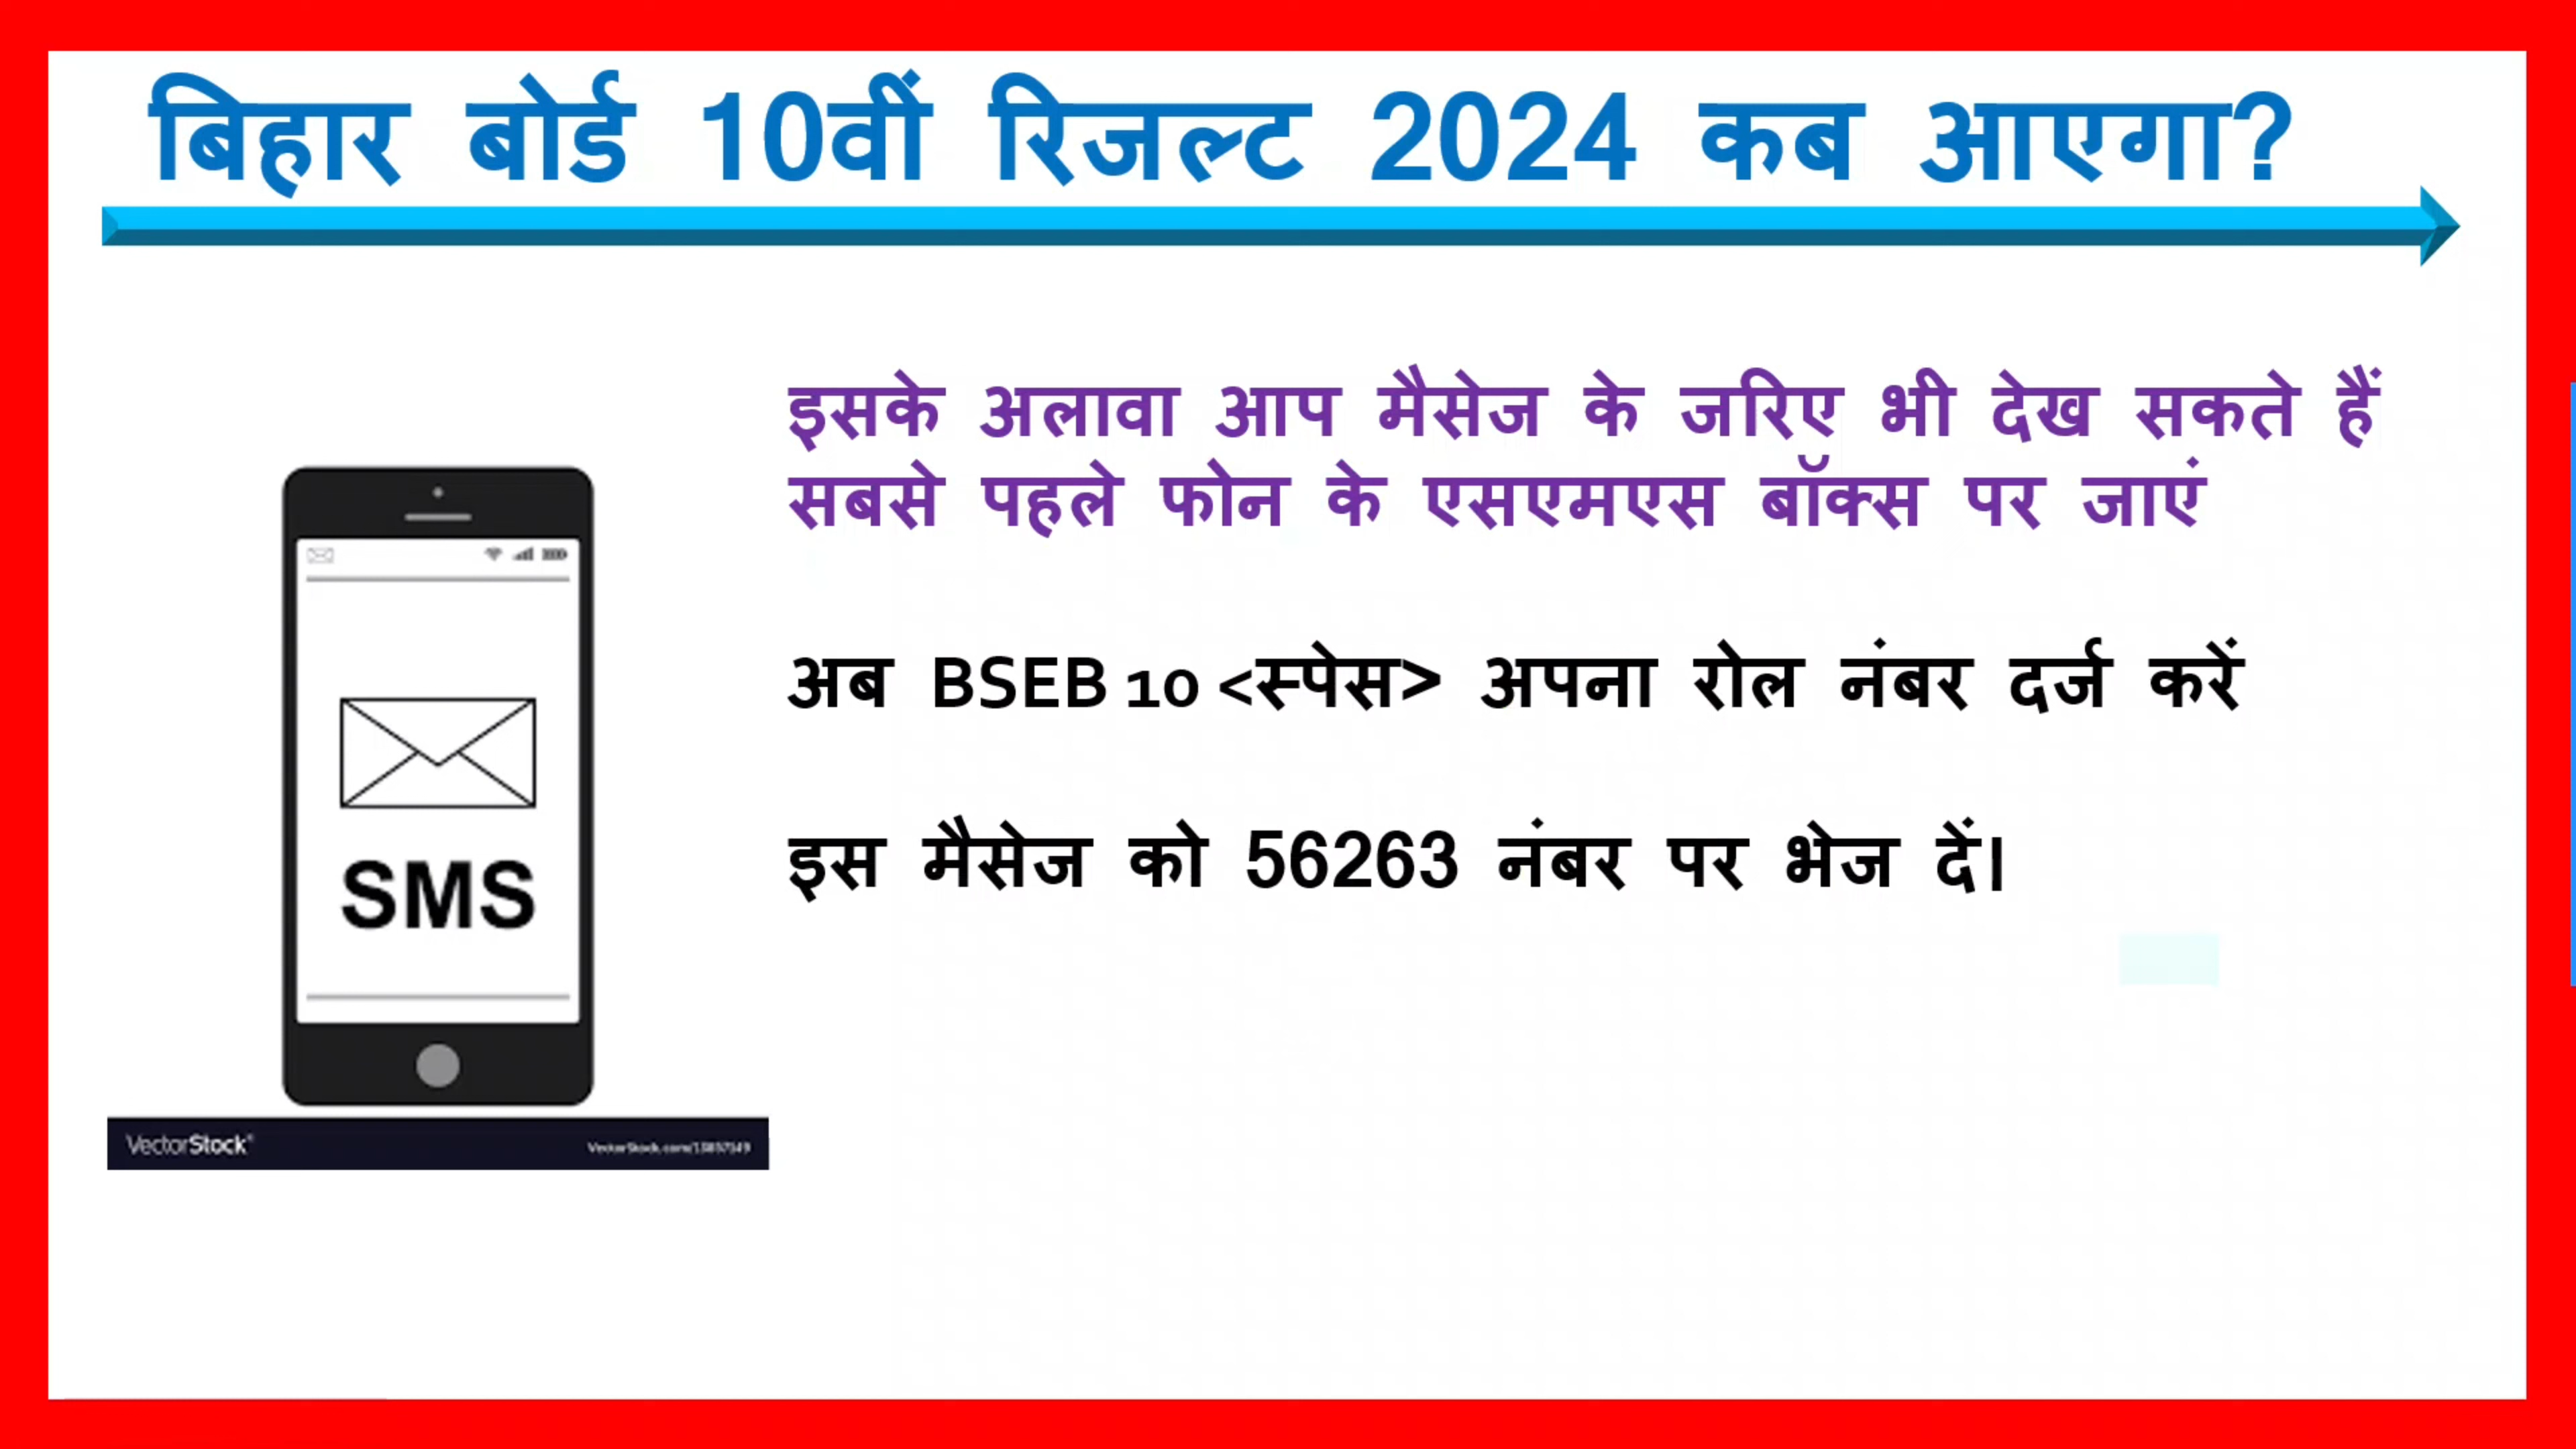 बिहार बोर्ड 10वीं रिजल्ट 2024 कब आएगा?
इसके अलावा आप मैसेज के जरिए भी देख सकते हैं
सबसे पहले फोन के एसएमएस बॉक्स पर जाएं
अब BSEB 10 <स्पेस> अपना रोल नंबर दर्ज करें
इस मैसेज को 56263 नंबर पर भेज दें।
SMS
VectorStock®